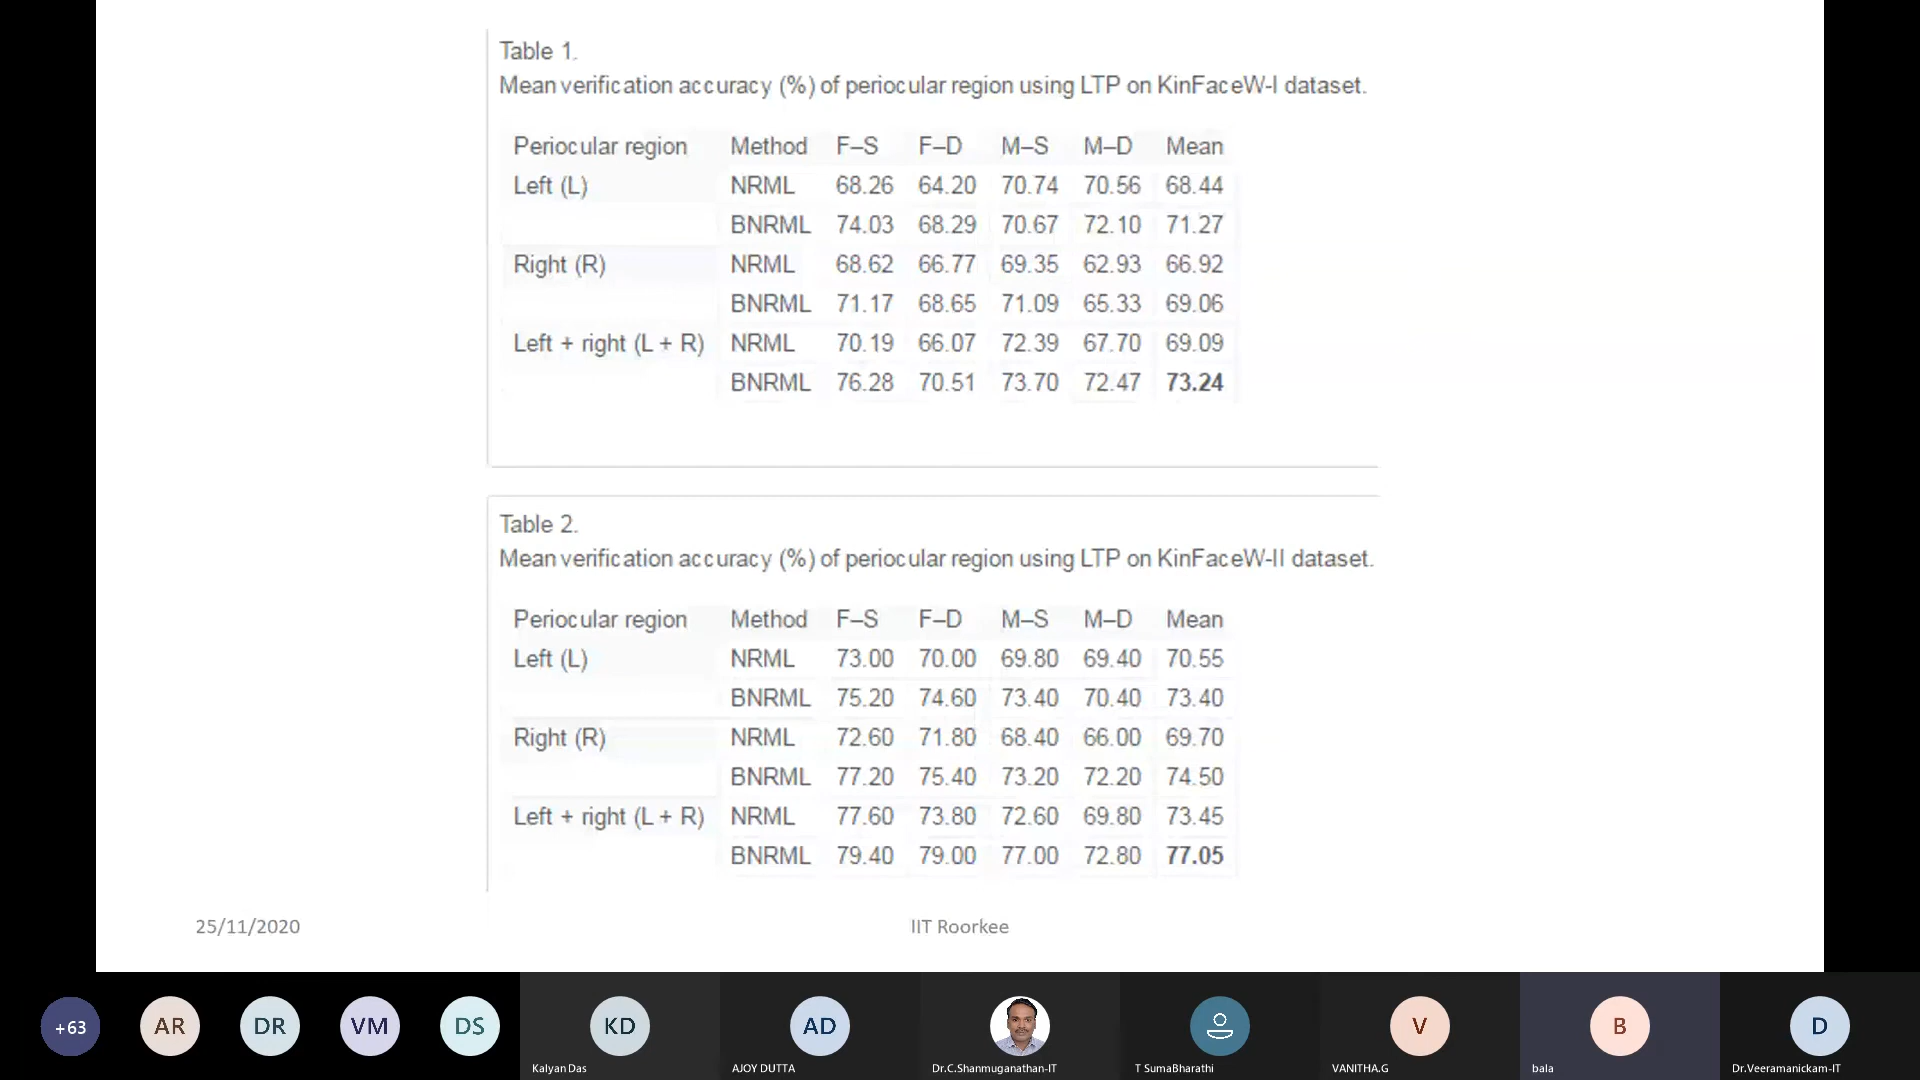 Table 1.
Mean verification accuracy (%) of periocular region using LTP on KinFaceW-I dataset.
Periocular region Method F–S F–D M–S M–D Mean
Left (L) NRML 68.26 64.20 70.74 70.56 68.44
BNRML 74.03 68.29 70.67 72.10 71.27
Right (R) NRML 68.62 66.77 69.35 62.93 66.92
BNRML 71.17 68.65 71.09 65.33 69.06
Left + right (L + R) NRML 70.19 66.07 72.39 67.70 69.09
BNRML 76.28 70.51 73.70 72.47 73.24
Table 2.
Mean verification accuracy (%) of periocular region using LTP on KinFaceW-II dataset.
Periocular region Method F–S F–D M–S M–D Mean
Left (L) NRML 73.00 70.00 69.80 69.40 70.55
BNRML 75.20 74.60 73.40 70.40 73.40
Right (R) NRML 72.60 71.80 68.40 66.00 69.70
BNRML 77.20 75.40 73.20 72.20 74.50
Left + right (L + R) NRML 77.60 73.80 72.60 69.80 73.45
BNRML 79.40 79.00 77.00 72.80 77.05
25/11/2020 IIT Roorkee
+63 AR DR VM DS KD AD V B D
Kalyan Das AJOY DUTTA Dr.C.Shanmuganathan-IT T SumaBharathi VANITHA.G bala Dr.Veeramanickam-IT